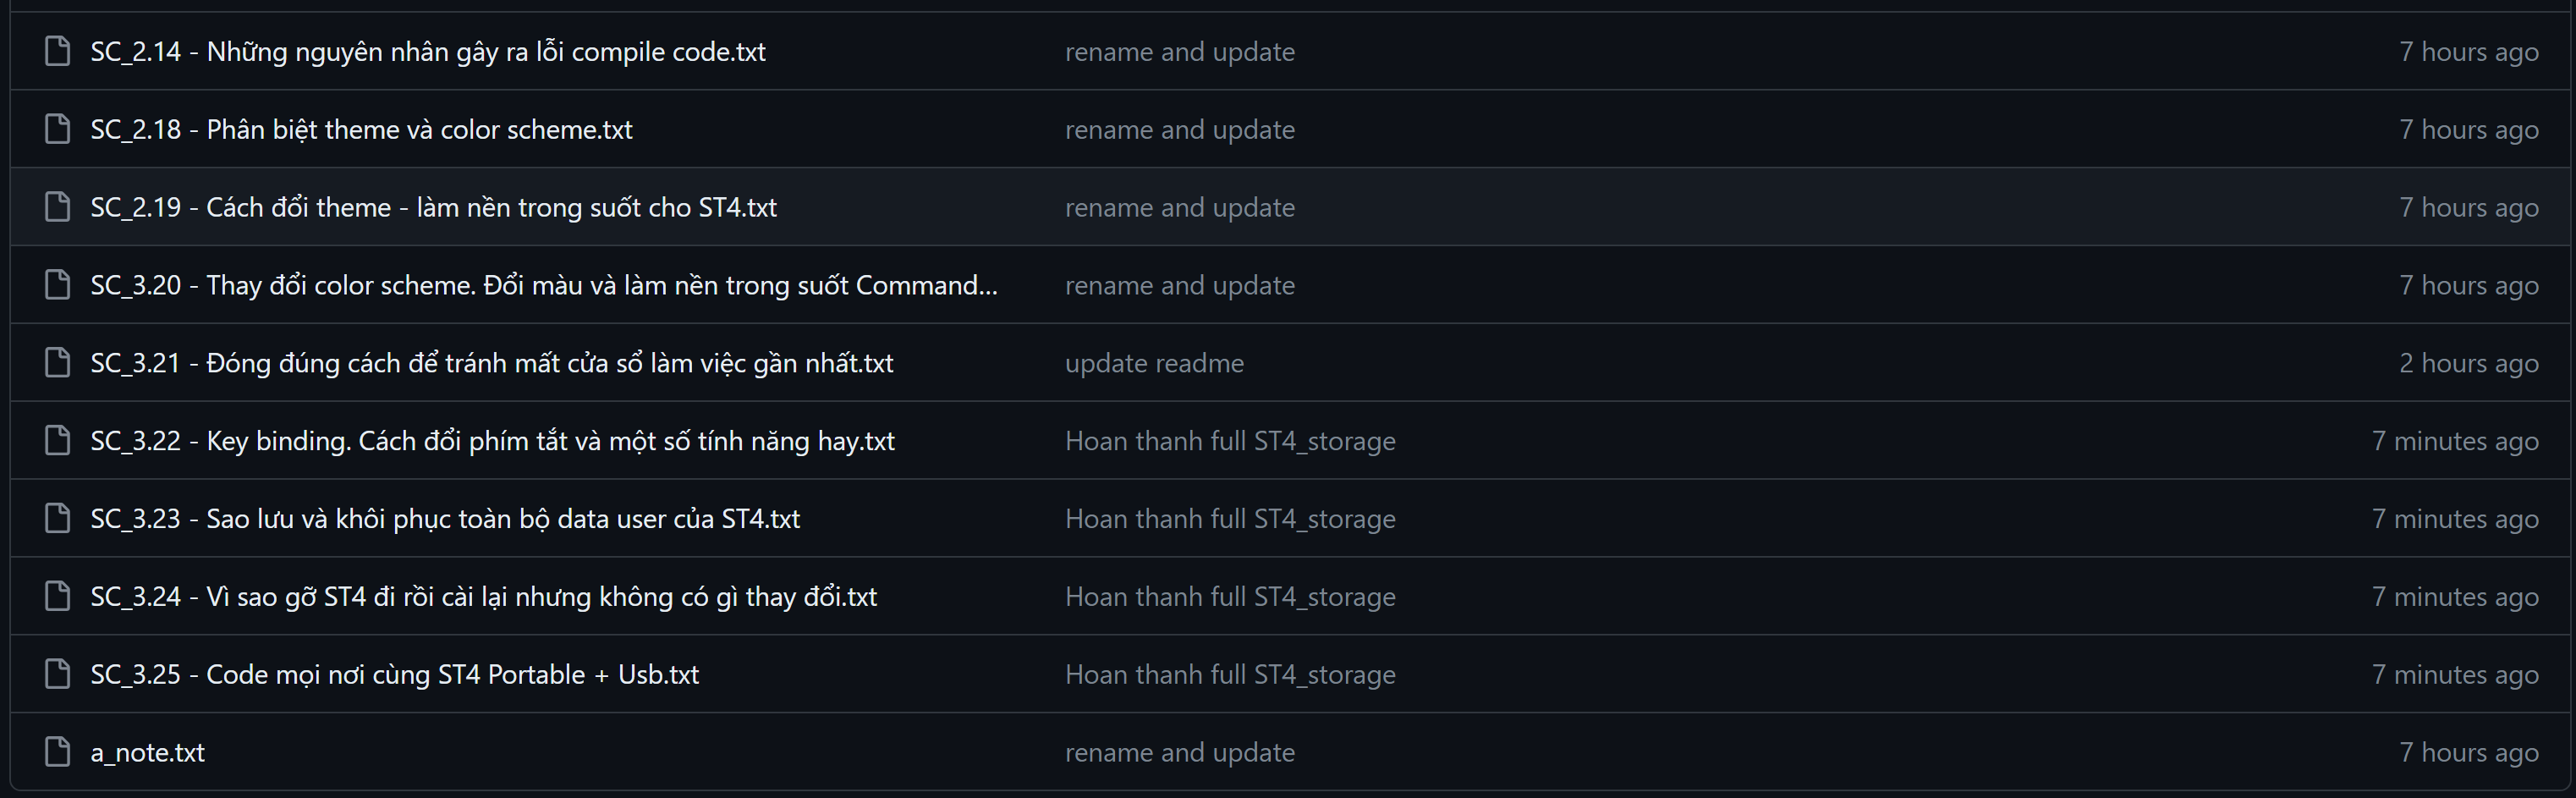 SC_2.14 - Những nguyên nhân gây ra lỗi compile code.txt rename and update 7 hours ago
SC_2.18 - Phân biệt theme và color scheme.txt rename and update 7 hours ago
SC_2.19 - Cách đổi theme - làm nền trong suốt cho ST4.txt rename and update 7 hours ago
SC_3.20 - Thay đổi color scheme. Đổi màu và làm nền trong suốt Command... rename and update 7 hours ago
SC_3.21 - Đóng đúng cách để tránh mất cửa sổ làm việc gần nhất.txt update readme 2 hours ago
SC_3.22 - Key binding. Cách đổi phím tắt và một số tính năng hay.txt Hoan thanh full ST4_storage 7 minutes ago
SC_3.23 - Sao lưu và khôi phục toàn bộ data user của ST4.txt Hoan thanh full ST4_storage 7 minutes ago
SC_3.24 - Vì sao gỡ ST4 đi rồi cài lại nhưng không có gì thay đổi.txt Hoan thanh full ST4_storage 7 minutes ago
SC_3.25 - Code mọi nơi cùng ST4 Portable + Usb.txt Hoan thanh full ST4_storage 7 minutes ago
a_note.txt rename and update 7 hours ago